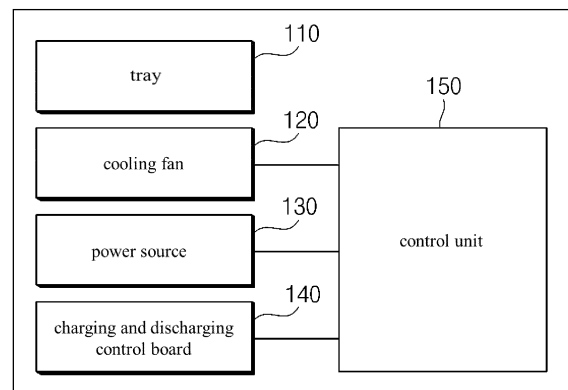 110
tray
150
120
cooling fan
130
power source
control unit
140
charging and discharging
control board